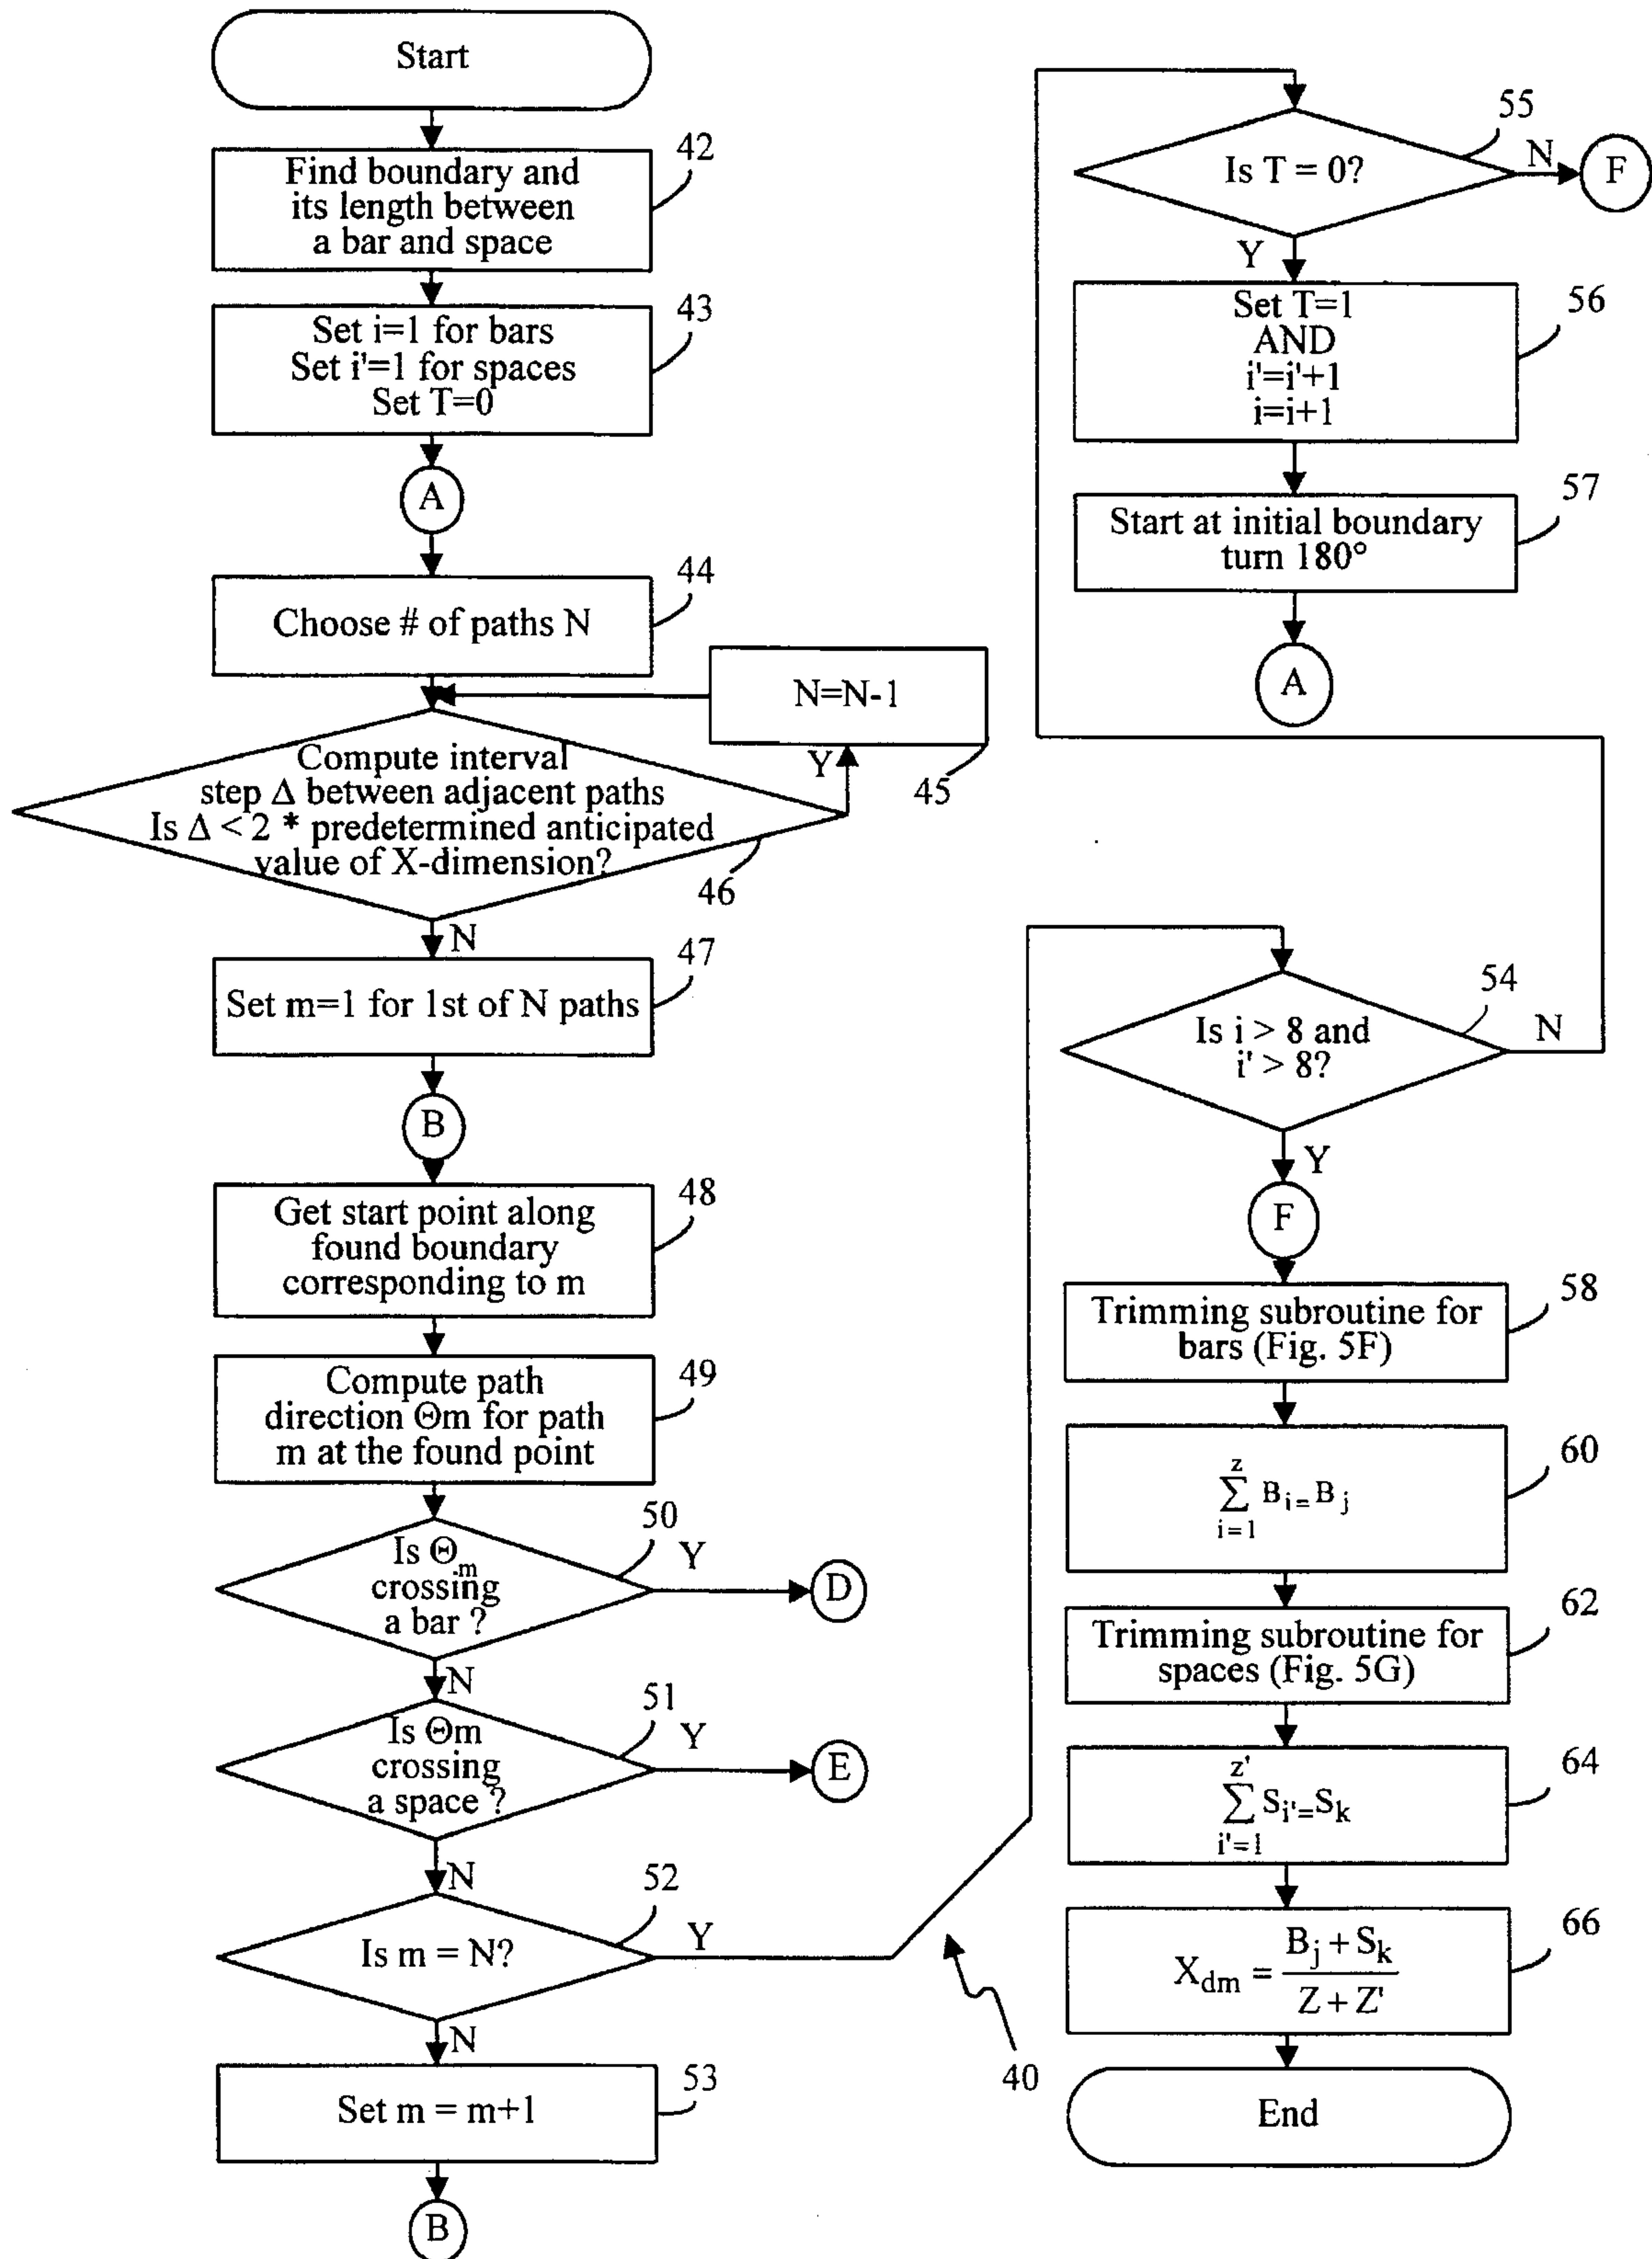 Start
42
Find boundary and
its length between
a bar and space
43
Set i=1 for bars
Set i'=1 for spaces
Set T=0
A
44
Choose # of paths N
N=N-1
45
Y
Compute interval
step Δ between adjacent paths
Is Δ < 2 * predetermined anticipated
value of X-dimension?
46
N
47
Set m=1 for 1st of N paths
B
48
Get start point along
found boundary
corresponding to m
49
Compute path
direction Θm for path
m at the found point
50
Is Θm
crossing
a bar ?
Y
D
N
51
Is Θm
crossing
a space ?
Y
E
N
52
Is m = N?
Y
N
53
Set m = m+1
B
40
55
Is T = 0?
N
F
Y
56
Set T=1
AND
i'=i'+1
i=i+1
57
Start at initial boundary
turn 180°
A
54
Is i > 8 and
i' > 8?
N
Y
F
58
Trimming subroutine for
bars (Fig. 5F)
60
z
∑ Bi= Bj
i=1
62
Trimming subroutine for
spaces (Fig. 5G)
64
z'
∑ Si'=Sk
i'=1
66
Xdm = Bj + Sk
Z + Z'
End